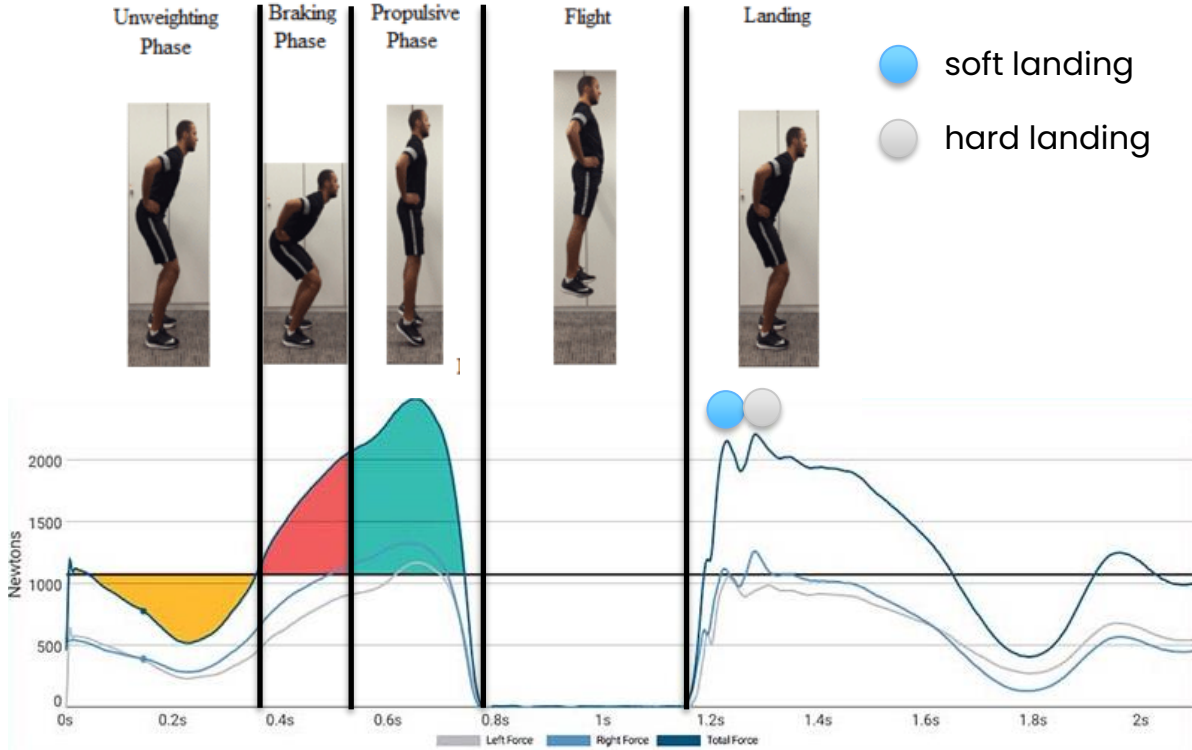 Unweighting
Phase
Braking
Phase
Propulsive
Phase
Flight
Landing
soft landing
hard landing
Newtons
2000
1500
1000
500
0
0s
0.2s
0.4s
0.6s
0.8s
1s
1.2s
1.4s
1.6s
1.8s
2s
Left Force
Right Force
Total Force